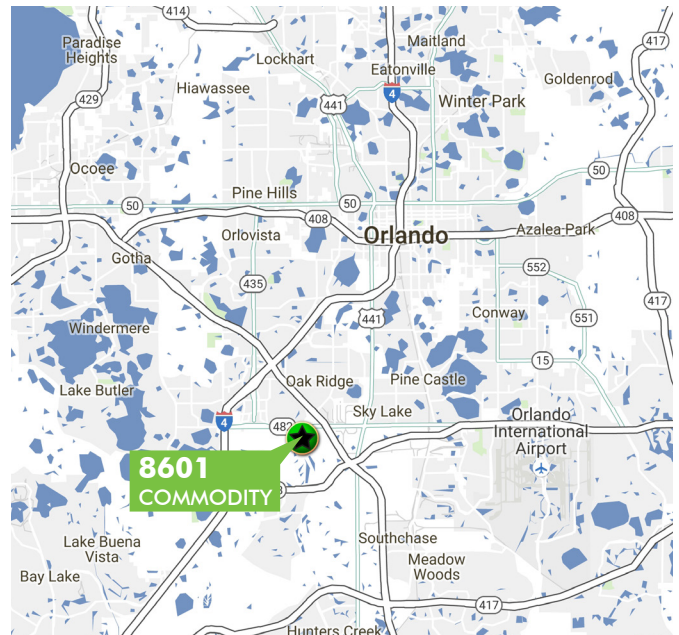 414
Maitland
417
Paradise
Heights
Lockhart
Eatonville
Goldenrod
429
Hiawassee
441
4
Winter Park
Ocoee
50
Pine Hills
50
50
408
Orlovista
Orlando
Azalea Park
408
Gotha
435
552
417
Windermere
441
Conway
551
15
Lake Butler
Oak Ridge
Pine Castle
4
482
Sky Lake
Orlando
International
Airport
8601
COMMODITY
Lake Buena
Vista
Southchase
Meadow
Woods
Bay Lake
417
Hunters Creek